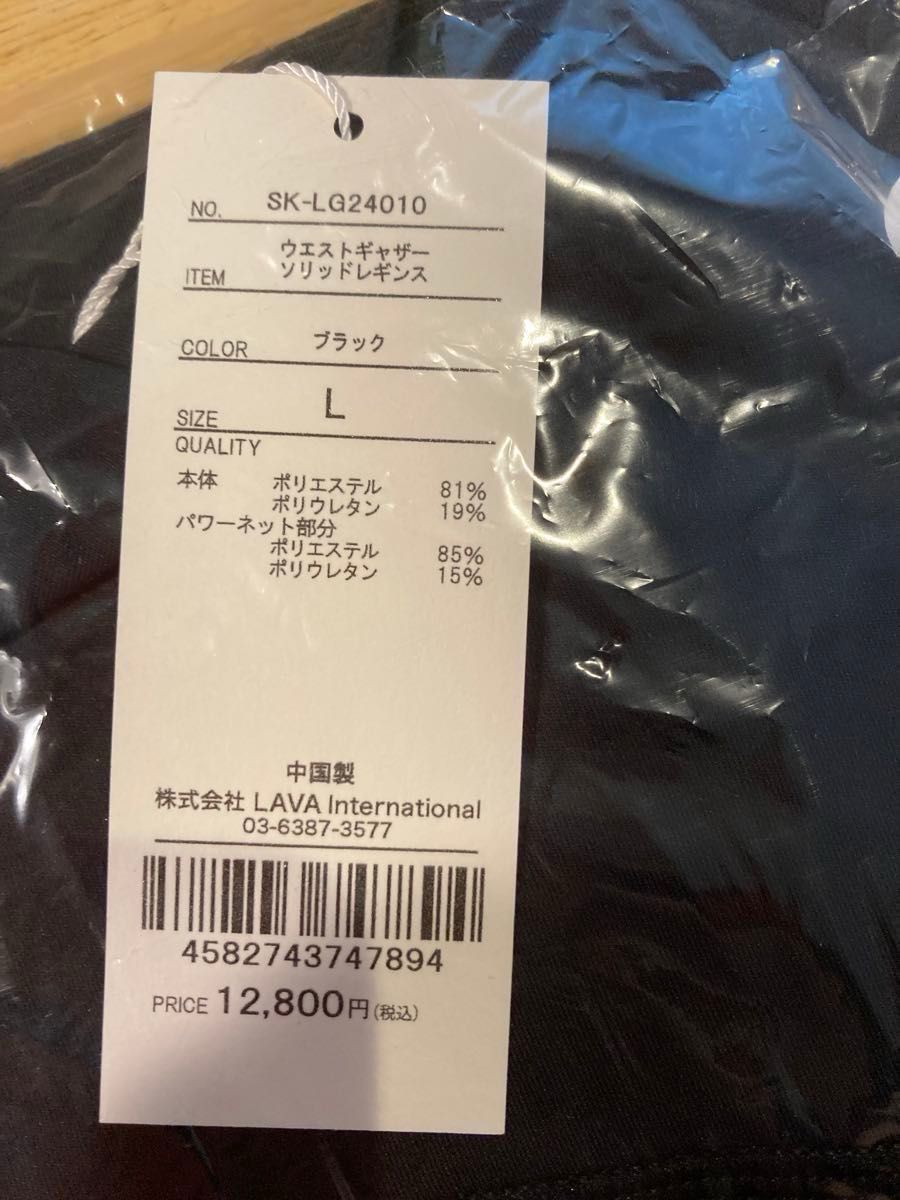 NO. SK-LG24010
ウエストギャザー
ITEM ソリッドレギンス
COLOR ブラック
SIZE L
QUALITY
本体 ポリエステル 81%
ポリウレタン 19%
パワーネット部分
ポリエステル 85%
ポリウレタン 15%
中国製
株式会社 LAVA International
03-6387-3577
4582743747894
PRICE 12,800円(税込)